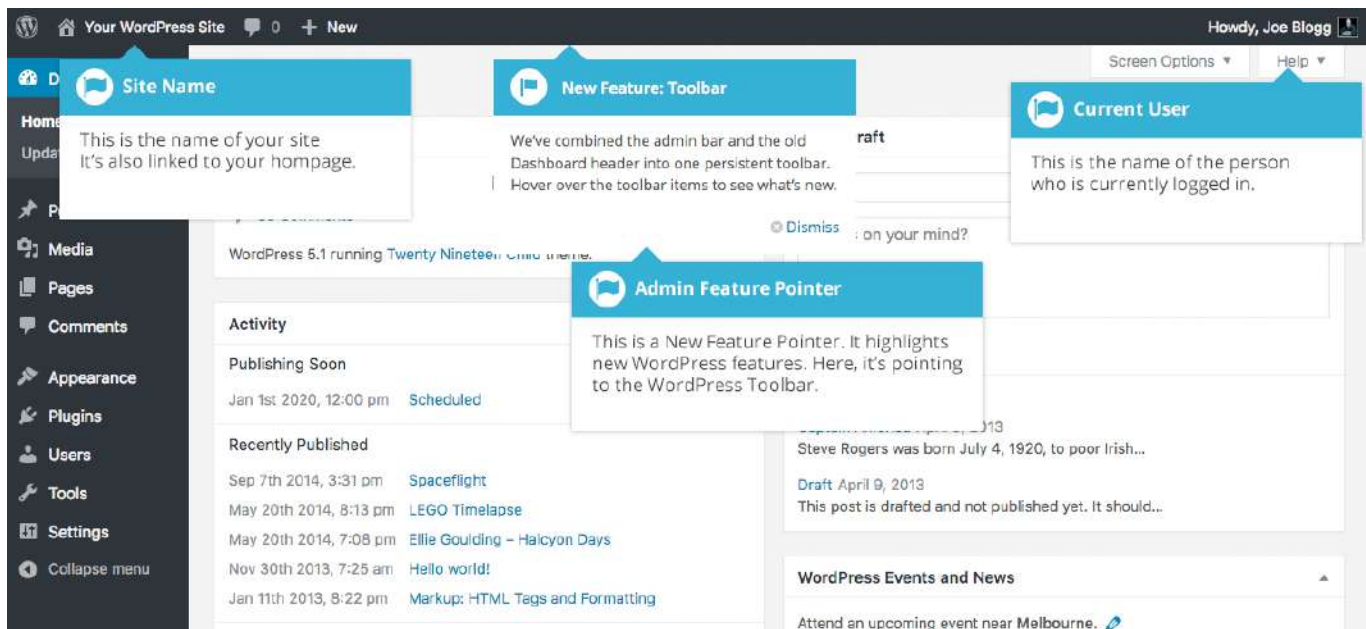 Your WordPress Site 0 + New Howdy, Joe Blogg
Screen Options ▼ Help ▼
Site Name
This is the name of your site
It's also linked to your hompage.
New Feature: Toolbar
We've combined the admin bar and the old
Dashboard header into one persistent toolbar.
Hover over the toolbar items to see what's new.
Dismiss
Current User
This is the name of the person
who is currently logged in.
Admin Feature Pointer
This is a New Feature Pointer. It highlights
new WordPress features. Here, it's pointing
to the WordPress Toolbar.
D
Home
Upda
P
Media
Pages
Comments
Appearance
Plugins
Users
Tools
Settings
Collapse menu
WordPress 5.1 running Twenty Nineteen Child theme.
Activity
Publishing Soon
Jan 1st 2020, 12:00 pm Scheduled
Recently Published
Sep 7th 2014, 3:31 pm Spaceflight
May 20th 2014, 8:13 pm LEGO Timelapse
May 20th 2014, 7:08 pm Ellie Goulding – Halcyon Days
Nov 30th 2013, 7:25 am Hello world!
Jan 11th 2013, 8:22 pm Markup: HTML Tags and Formatting
raft
on your mind?
2013
Steve Rogers was born July 4, 1920, to poor Irish...
Draft April 9, 2013
This post is drafted and not published yet. It should...
WordPress Events and News
Attend an upcoming event near Melbourne.